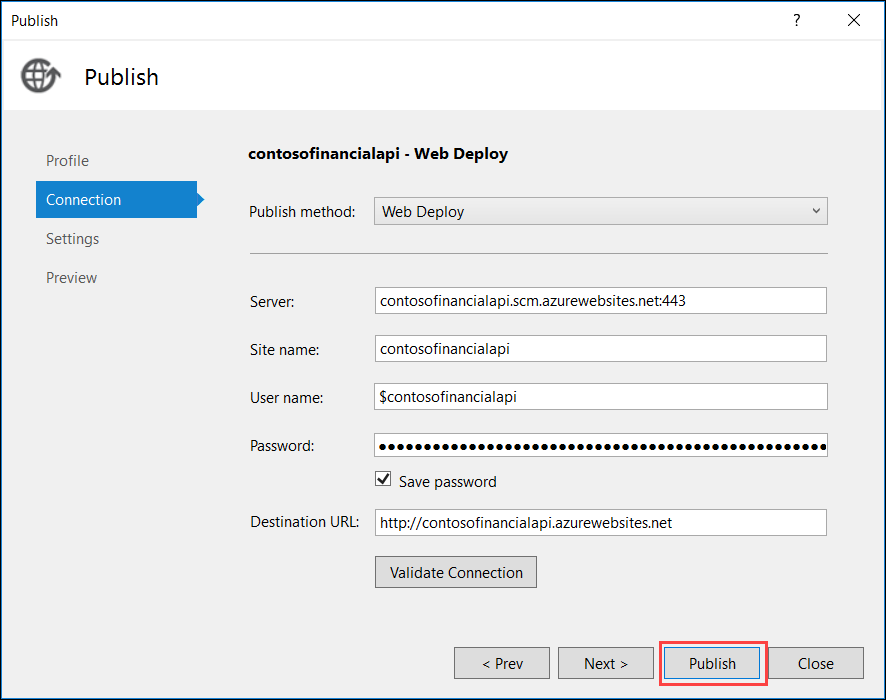 Publish
?
Publish
Profile
Connection
Settings
Preview
contosofinancialapi - Web Deploy
Publish method: Web Deploy
Server: contosofinancialapi.scm.azurewebsites.net:443
Site name: contosofinancialapi
User name: $contosofinancialapi
Password:
Save password
Destination URL: http://contosofinancialapi.azurewebsites.net
Validate Connection
< Prev Next > Publish Close